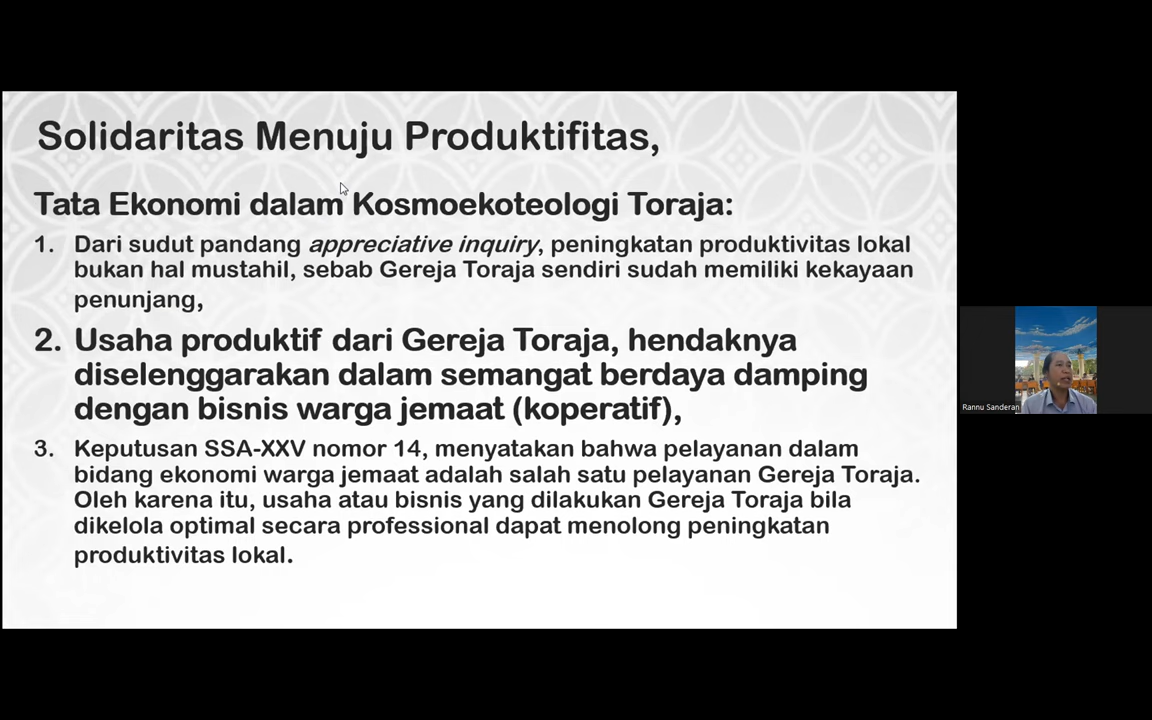 Solidaritas Menuju Produktifitas,
Tata Ekonomi dalam Kosmoekoteologi Toraja:
1. Dari sudut pandang appreciative inquiry, peningkatan produktivitas lokal
bukan hal mustahil, sebab Gereja Toraja sendiri sudah memiliki kekayaan
penunjang,
2. Usaha produktif dari Gereja Toraja, hendaknya
diselenggarakan dalam semangat berdaya damping
dengan bisnis warga jemaat (koperatif),
3. Keputusan SSA-XXV nomor 14, menyatakan bahwa pelayanan dalam
bidang ekonomi warga jemaat adalah salah satu pelayanan Gereja Toraja.
Oleh karena itu, usaha atau bisnis yang dilakukan Gereja Toraja bila
dikelola optimal secara professional dapat menolong peningkatan
produktivitas lokal.
Rannu Sanderan